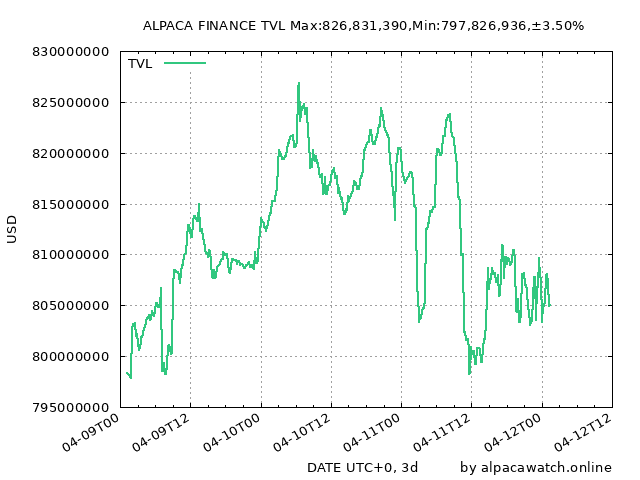 ALPACA FINANCE TVL Max:826,831,390,Min:797,826,936,±3.50%
830000000
TVL
825000000
820000000
815000000
USD
810000000
805000000
800000000
795000000
04-09T00 04-09T12 04-10T00 04-10T12 04-11T00 04-11T12 04-12T00 04-12T12
DATE UTC+0, 3d by alpacawatch.online